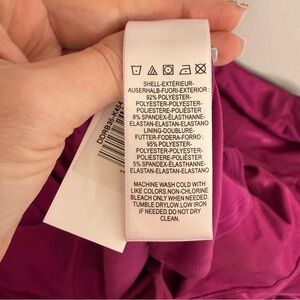 SHELL-EXTÉRIEUR-
AUßERHALB-FUORI-EXTERIOR:
92% POLYESTER-
POLYESTER-POLYESTER-
POLIESTERE-POLIÉSTER
8% SPANDEX-ÉLASTHANNE-
ELASTAN-ELASTAN-ELASTANO
LINING-DOUBLURE-
FUTTER-FODERA-FORRO:
95% POLYESTER-
POLYESTER-POLYESTER-
POLIESTERE-POLIÉSTER
5% SPANDEX-ÉLASTHANNE-
ELASTAN-ELASTAN-ELASTANO
MACHINE WASH COLD WITH
LIKE COLORS.NON-CHLORINE
BLEACH ONLY WHEN NEEDED.
TUMBLE DRYLOW.LOW IRON
IF NEEDED.DO NOT DRY
CLEAN.